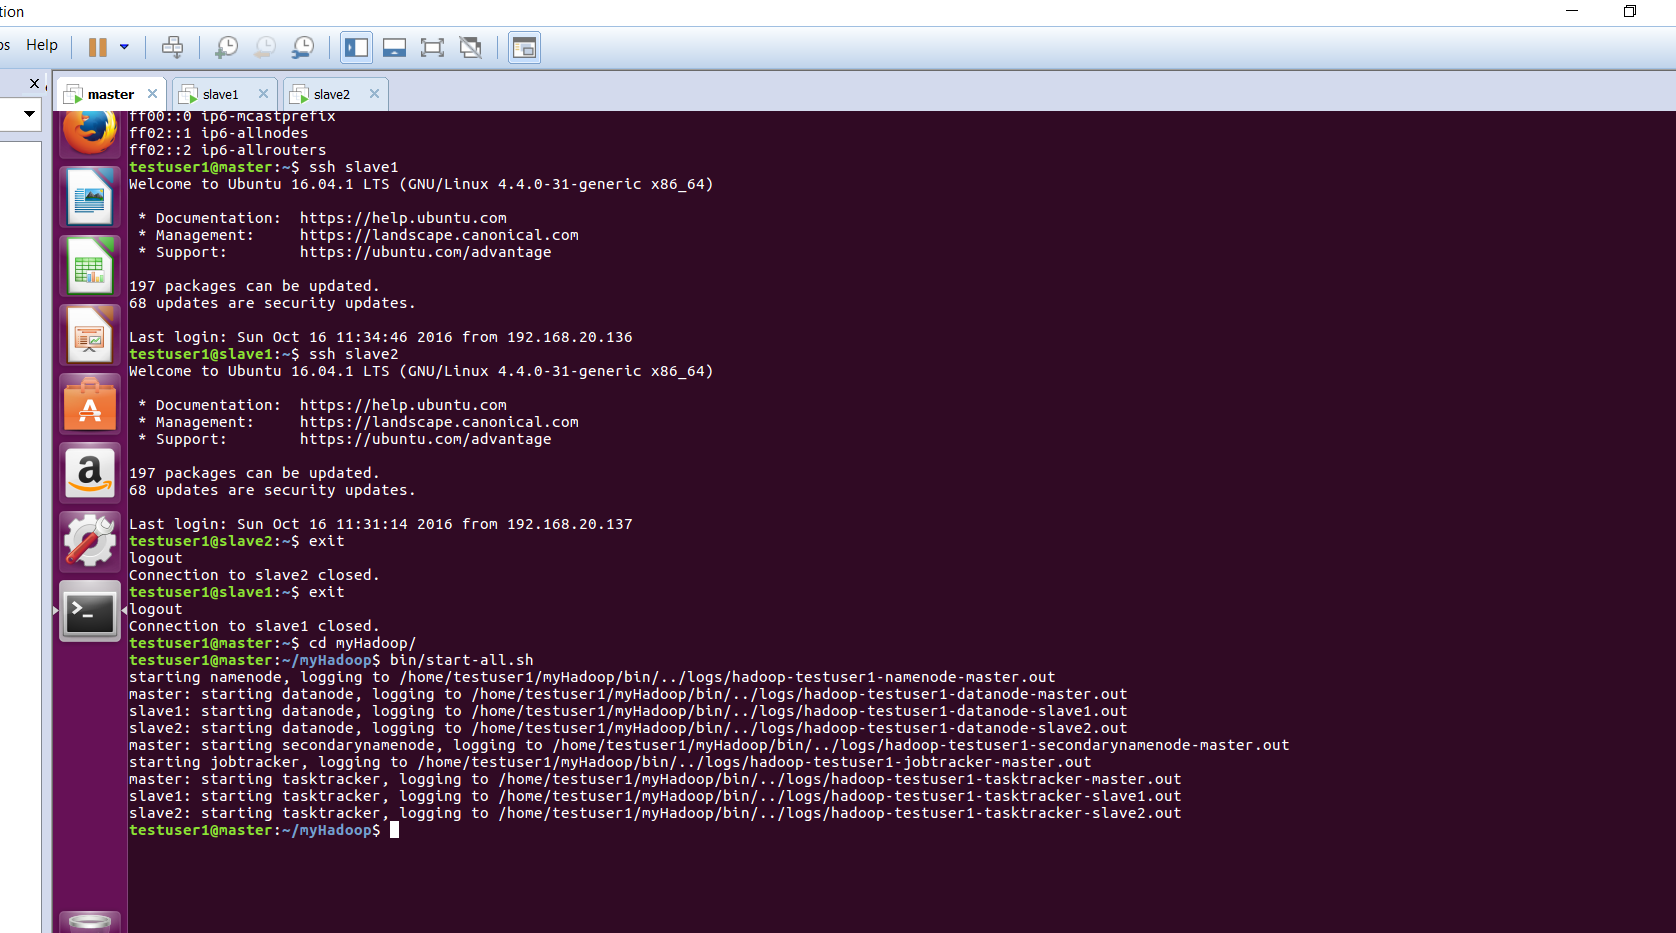 tion
ps Help
master slave1 slave2
ff00::0 ip6-mcastprefix
ff02::1 ip6-allnodes
ff02::2 ip6-allrouters
testuser1@master:~$ ssh slave1
Welcome to Ubuntu 16.04.1 LTS (GNU/Linux 4.4.0-31-generic x86_64)
* Documentation: https://help.ubuntu.com
* Management: https://landscape.canonical.com
* Support: https://ubuntu.com/advantage
197 packages can be updated.
68 updates are security updates.
Last login: Sun Oct 16 11:34:46 2016 from 192.168.20.136
testuser1@slave1:~$ ssh slave2
Welcome to Ubuntu 16.04.1 LTS (GNU/Linux 4.4.0-31-generic x86_64)
* Documentation: https://help.ubuntu.com
* Management: https://landscape.canonical.com
* Support: https://ubuntu.com/advantage
197 packages can be updated.
68 updates are security updates.
Last login: Sun Oct 16 11:31:14 2016 from 192.168.20.137
testuser1@slave2:~$ exit
logout
Connection to slave2 closed.
testuser1@slave1:~$ exit
logout
Connection to slave1 closed.
testuser1@master:~$ cd myHadoop/
testuser1@master:~/myHadoop$ bin/start-all.sh
starting namenode, logging to /home/testuser1/myHadoop/bin/../logs/hadoop-testuser1-namenode-master.out
master: starting datanode, logging to /home/testuser1/myHadoop/bin/../logs/hadoop-testuser1-datanode-master.out
slave1: starting datanode, logging to /home/testuser1/myHadoop/bin/../logs/hadoop-testuser1-datanode-slave1.out
slave2: starting datanode, logging to /home/testuser1/myHadoop/bin/../logs/hadoop-testuser1-datanode-slave2.out
master: starting secondarynamenode, logging to /home/testuser1/myHadoop/bin/../logs/hadoop-testuser1-secondarynamenode-master.out
starting jobtracker, logging to /home/testuser1/myHadoop/bin/../logs/hadoop-testuser1-jobtracker-master.out
master: starting tasktracker, logging to /home/testuser1/myHadoop/bin/../logs/hadoop-testuser1-tasktracker-master.out
slave1: starting tasktracker, logging to /home/testuser1/myHadoop/bin/../logs/hadoop-testuser1-tasktracker-slave1.out
slave2: starting tasktracker, logging to /home/testuser1/myHadoop/bin/../logs/hadoop-testuser1-tasktracker-slave2.out
testuser1@master:~/myHadoop$